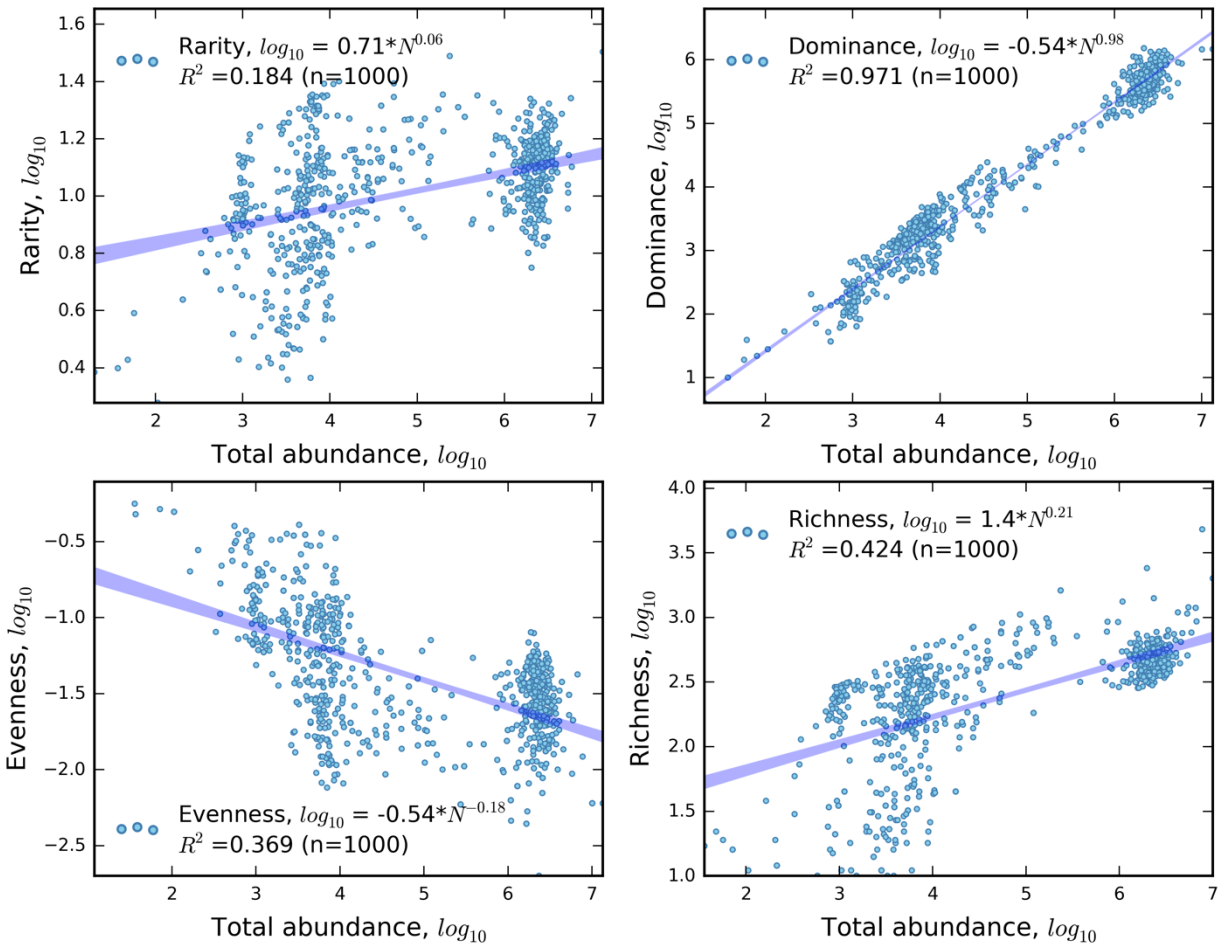 Rarity, log10 = 0.71*N^0.06
R^2 =0.184 (n=1000)
1.6
1.4
1.2
1.0
0.8
0.6
0.4
Rarity, log10
2 3 4 5 6 7
Total abundance, log10
Dominance, log10 = -0.54*N^0.98
R^2 =0.971 (n=1000)
6
5
4
3
2
1
Dominance, log10
2 3 4 5 6 7
Total abundance, log10
Evenness, log10 = -0.54*N^−0.18
R^2 =0.369 (n=1000)
−0.5
−1.0
−1.5
−2.0
−2.5
Evenness, log10
2 3 4 5 6 7
Total abundance, log10
Richness, log10 = 1.4*N^0.21
R^2 =0.424 (n=1000)
4.0
3.5
3.0
2.5
2.0
1.5
1.0
Richness, log10
2 3 4 5 6 7
Total abundance, log10